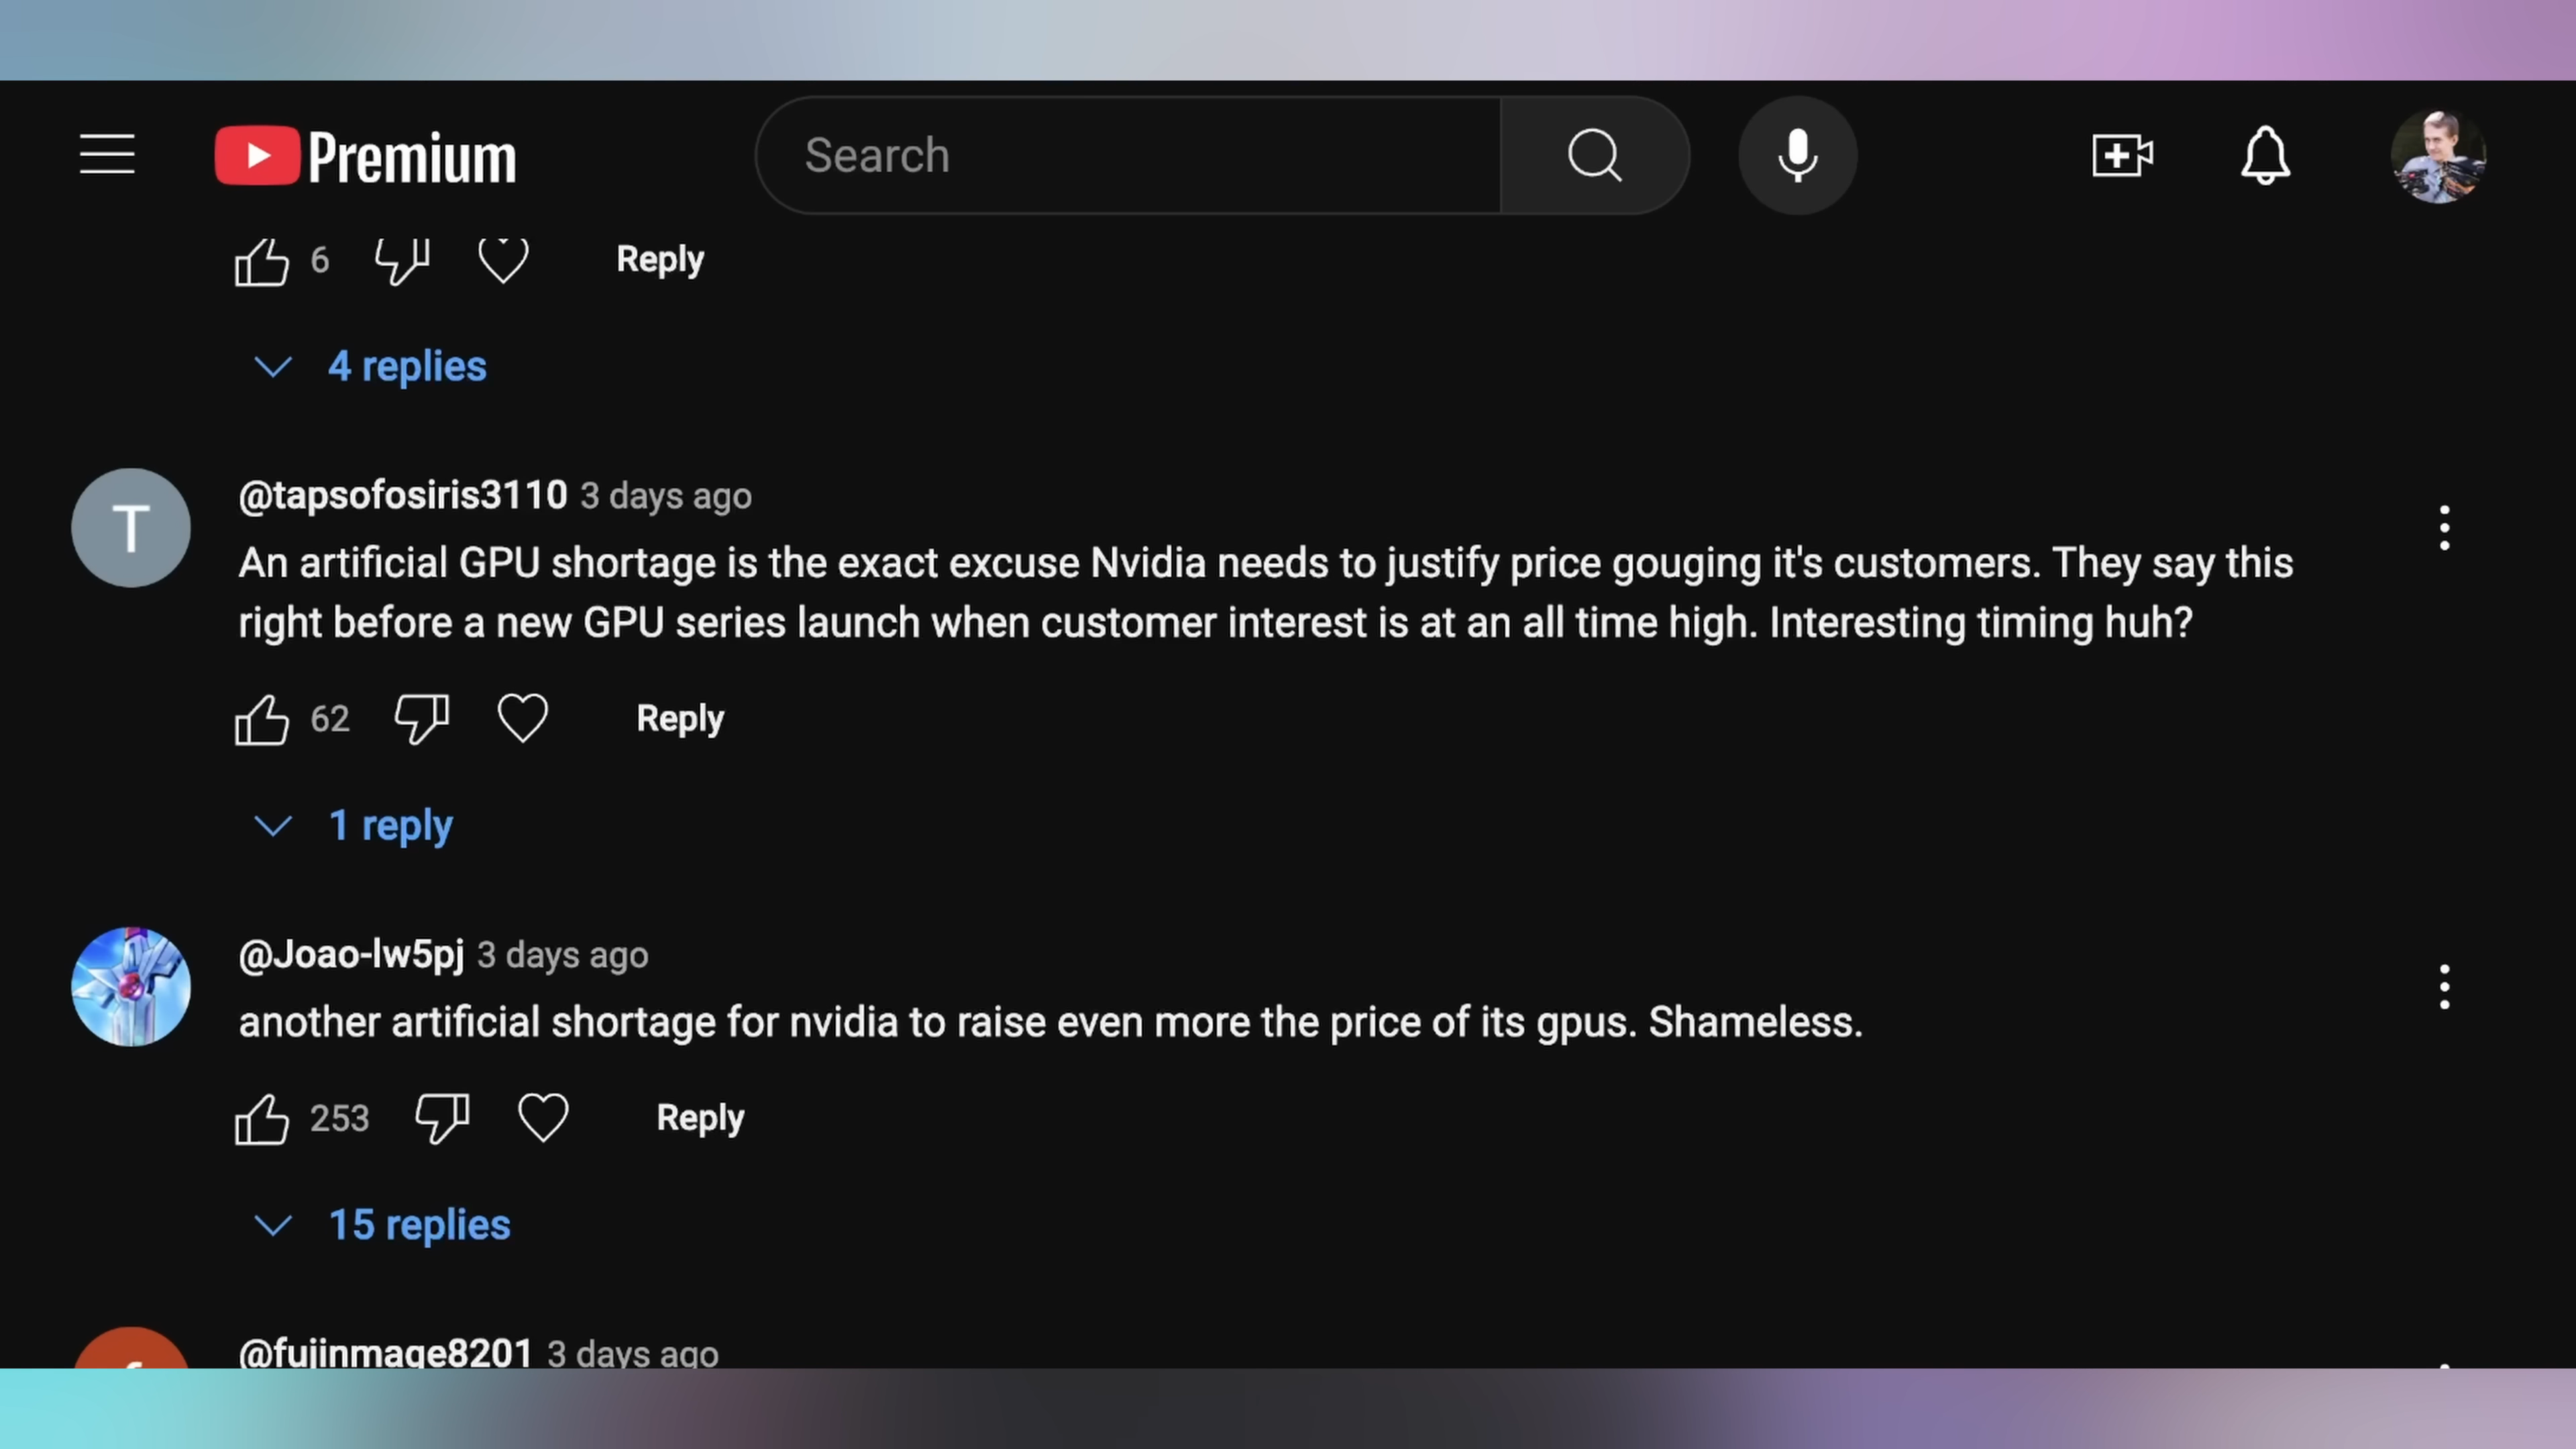 Premium
Search
6
Reply
4 replies
T
@tapsofosiris3110 3 days ago
An artificial GPU shortage is the exact excuse Nvidia needs to justify price gouging it's customers. They say this
right before a new GPU series launch when customer interest is at an all time high. Interesting timing huh?
62
Reply
1 reply
@Joao-lw5pj 3 days ago
another artificial shortage for nvidia to raise even more the price of its gpus. Shameless.
253
Reply
15 replies
@fujinmage8201 3 days ago